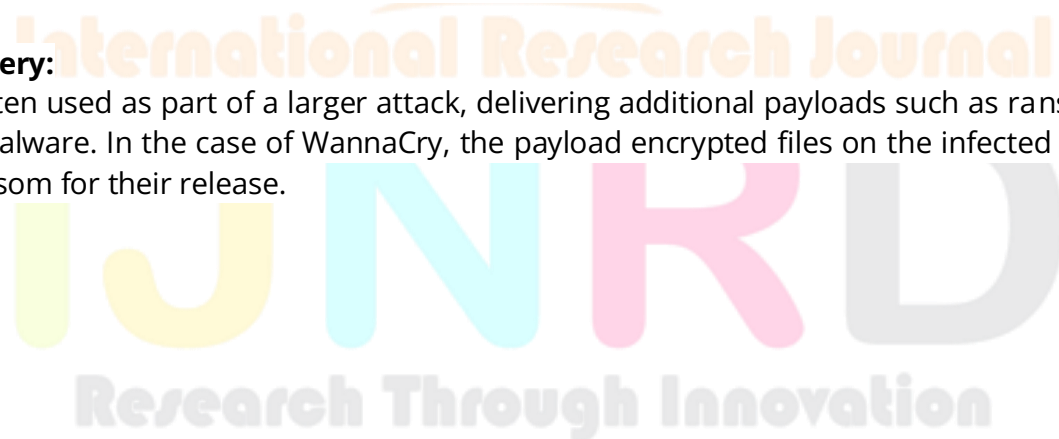 International Research Journal
ery:
ten used as part of a larger attack, delivering additional payloads such as rans
alware. In the case of WannaCry, the payload encrypted files on the infected
som for their release.
IJNRD
Research Through Innovation